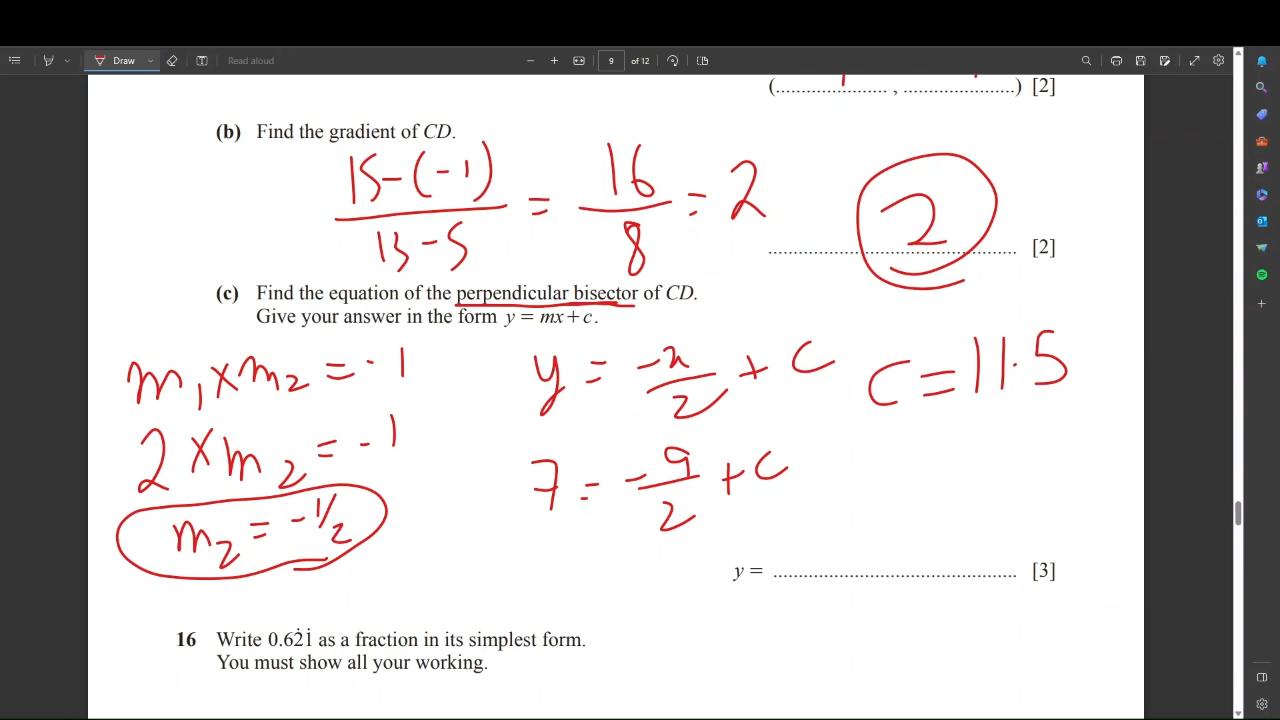 Draw Read aloud 9 of 12
(........................ , ........................) [2]
(b) Find the gradient of CD.
15-(-1) / 13-5 = 16/8 = 2
2
................................................ [2]
(c) Find the equation of the perpendicular bisector of CD.
Give your answer in the form y = mx + c.
m₁ × m₂ = -1
2 × m₂ = -1
m₂ = -1/2
y = -x/2 + c
7 = -9/2 + c
c = 11.5
y = ................................................ [3]
16 Write 0.62̇1̇ as a fraction in its simplest form.
You must show all your working.